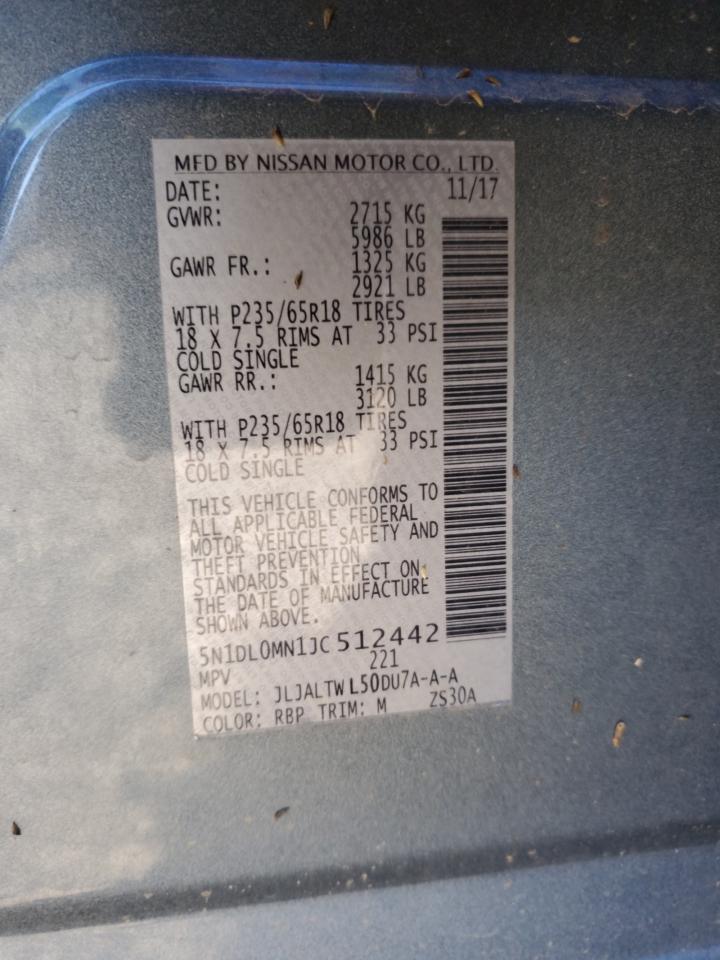 MFD BY NISSAN MOTOR CO., LTD.
DATE: 11/17
GVWR: 2715 KG
5986 LB
GAWR FR.: 1325 KG
2921 LB
WITH P235/65R18 TIRES
18 X 7.5 RIMS AT 33 PSI
COLD SINGLE
GAWR RR.: 1415 KG
3120 LB
WITH P235/65R18 TIRES
18 X 7.5 RIMS AT 33 PSI
COLD SINGLE
THIS VEHICLE CONFORMS TO
ALL APPLICABLE FEDERAL
MOTOR VEHICLE SAFETY AND
THEFT PREVENTION
STANDARDS IN EFFECT ON
THE DATE OF MANUFACTURE
SHOWN ABOVE.
5N1DL0MN1JC512442
MPV 221
MODEL: JLJALTWL50DU7A-A-A
COLOR: RBP TRIM: M ZS30A